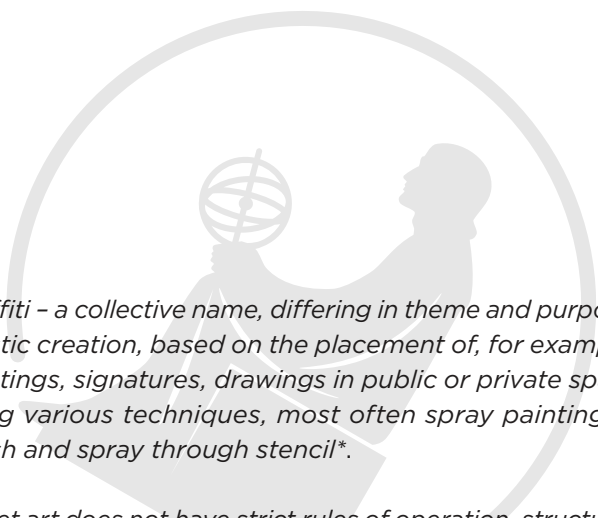 ffiti – a collective name, differing in theme and purpo
tic creation, based on the placement of, for examp
tings, signatures, drawings in public or private sp
g various techniques, most often spray painting
h and spray through stencil*.
et art does not have strict rules of operation, structu